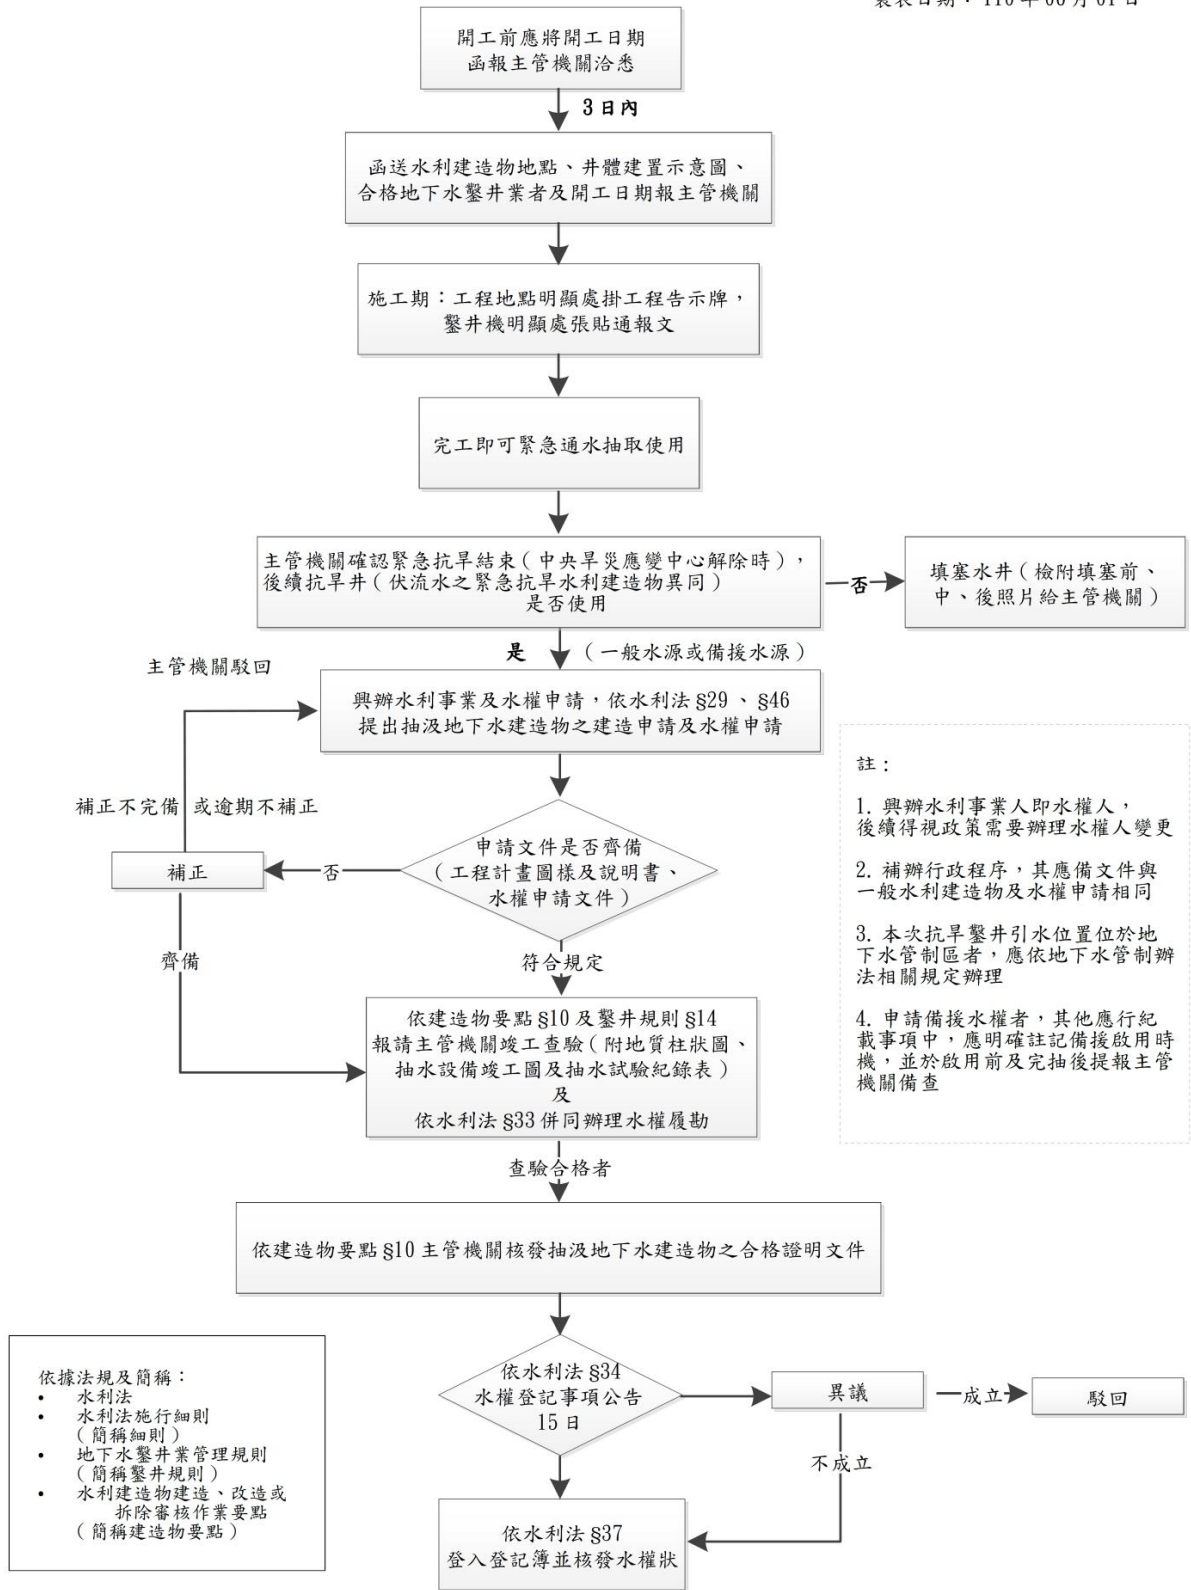 製表日期：110年06月01日
開工前應將開工日期
函報主管機關洽悉
3日內
函送水利建造物地點、井體建置示意圖、
合格地下水鑿井業者及開工日期報主管機關
施工期：工程地點明顯處掛工程告示牌，
鑿井機明顯處張貼通報文
完工即可緊急通水抽取使用
主管機關確認緊急抗旱結束（中央旱災應變中心解除時），
後續抗旱井（伏流水之緊急抗旱水利建造物異同）
是否使用
否
填塞水井（檢附填塞前、
中、後照片給主管機關）
是
（一般水源或備援水源）
主管機關駁回
興辦水利事業及水權申請，依水利法§29、§46
提出抽汲地下水建造物之建造申請及水權申請
補正不完備 或逾期不補正
申請文件是否齊備
（工程計畫圖樣及說明書、
水權申請文件）
否
補正
齊備
符合規定
依建造物要點§10及鑿井規則§14
報請主管機關竣工查驗（附地質柱狀圖、
抽水設備竣工圖及抽水試驗紀錄表）
及
依水利法§33併同辦理水權履勘
註：
1. 興辦水利事業人即水權人，
後續得視政策需要辦理水權人變更
2. 補辦行政程序，其應備文件與
一般水利建造物及水權申請相同
3. 本次抗旱鑿井引水位置位於地
下水管制區者，應依地下水管制辦
法相關規定辦理
4. 申請備援水權者，其他應行紀
載事項中，應明確註記備援啟用時
機，並於啟用前及完抽後提報主管
機關備查
查驗合格者
依建造物要點§10主管機關核發抽汲地下水建造物之合格證明文件
依水利法§34
水權登記事項公告
15日
異議
成立
駁回
不成立
依水利法§37
登入登記簿並核發水權狀
依據法規及簡稱：
• 水利法
• 水利法施行細則
（簡稱細則）
• 地下水鑿井業管理規則
（簡稱鑿井規則）
• 水利建造物建造、改造或
拆除審核作業要點
（簡稱建造物要點）